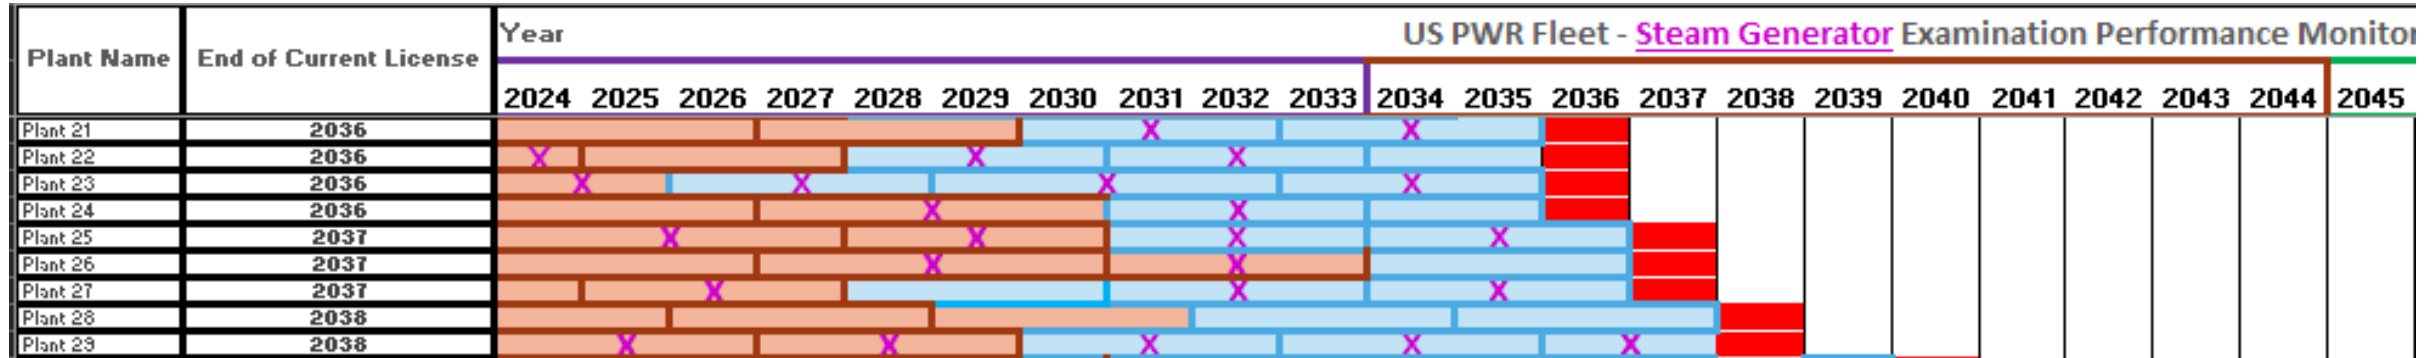 Year US PWR Fleet - Steam Generator Examination Performance Monitor
Plant Name End of Current License
2024 2025 2026 2027 2028 2029 2030 2031 2032 2033 2034 2035 2036 2037 2038 2039 2040 2041 2042 2043 2044 2045
Plant 21 2036 X X
Plant 22 2036 X X X
Plant 23 2036 X X X X
Plant 24 2036 X X
Plant 25 2037 X X X X
Plant 26 2037 X X
Plant 27 2037 X X X
Plant 28 2038
Plant 29 2038 X X X X X